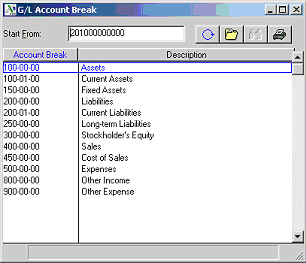 G/L Account Break
Start From: 201000000000
Account Break Description
100-00-00 Assets
100-01-00 Current Assets
150-00-00 Fixed Assets
200-00-00 Liabilities
201-00-00 Current Liabilities
250-00-00 Long-term Liabilities
300-00-00 Stockholder's Equity
400-00-00 Sales
450-00-00 Cost of Sales
500-00-00 Expenses
800-00-00 Other Income
900-00-00 Other Expense